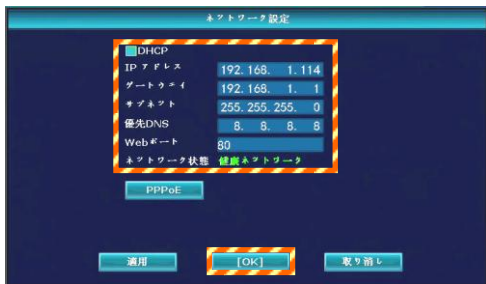 ネットワーク設定
DHCP
IP アドレス 192.168. 1.114
ゲートウェイ 192.168. 1. 1
サブネット 255.255.255. 0
優先DNS 8. 8. 8. 8
Webポート 80
ネットワーク状態 健康ネットワーク
PPPoE
適用 [OK] 取り消し